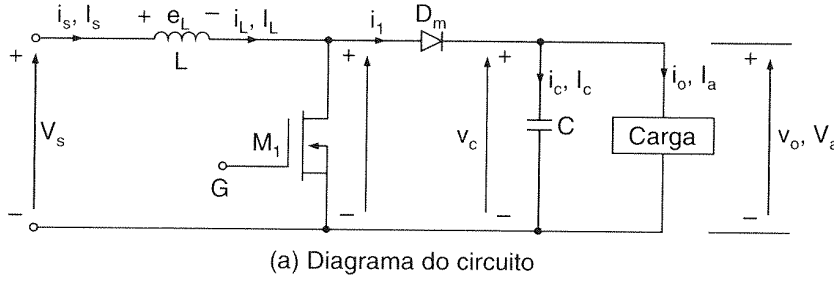 i_s, I_s + e_L − i_L, I_L i_1 D_m
L
+ V_s −
M_1
G
+ −
+ v_c −
i_c, I_c
C
i_o, I_a
Carga
+ v_o, V_a −
(a) Diagrama do circuito